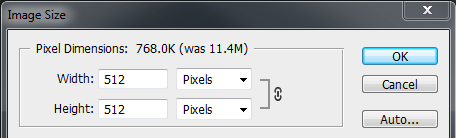 Image Size
Pixel Dimensions: 768.0K (was 11.4M)
OK
Width: 512 Pixels
Cancel
Height: 512 Pixels
Auto...